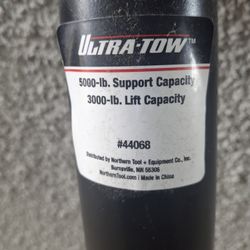 ULTRA-TOW
5000-lb. Support Capacity
3000-lb. Lift Capacity
#44068
Distributed by Northern Tool + Equipment Co., Inc.
Burnsville, MN 55306
NorthernTool.com | Made in China